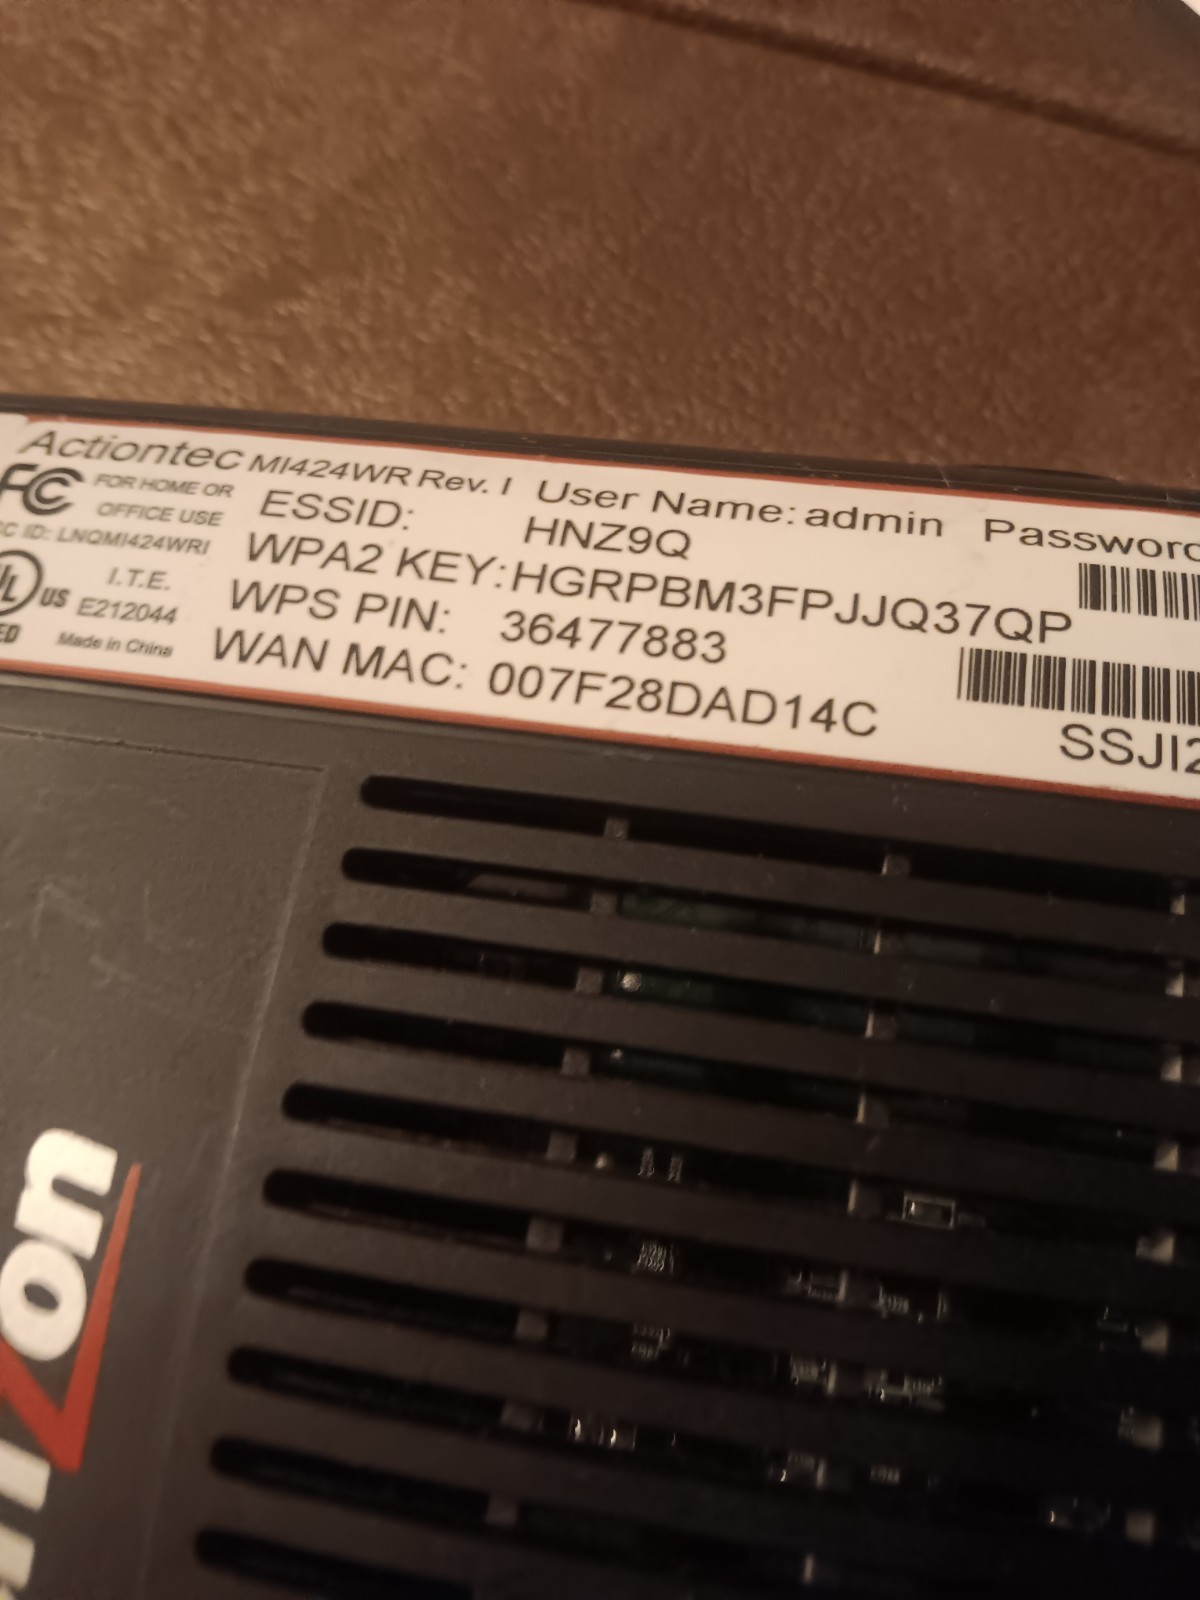 Actiontec MI424WR Rev. I User Name: admin
FOR HOME OR
OFFICE USE
ID: LNQMI424WRI
I.T.E.
US E212044
Made in China
ESSID: HNZ9Q
WPA2 KEY: HGRPBM3FPJJQ37QP
WPS PIN: 36477883
WAN MAC: 007F28DAD14C